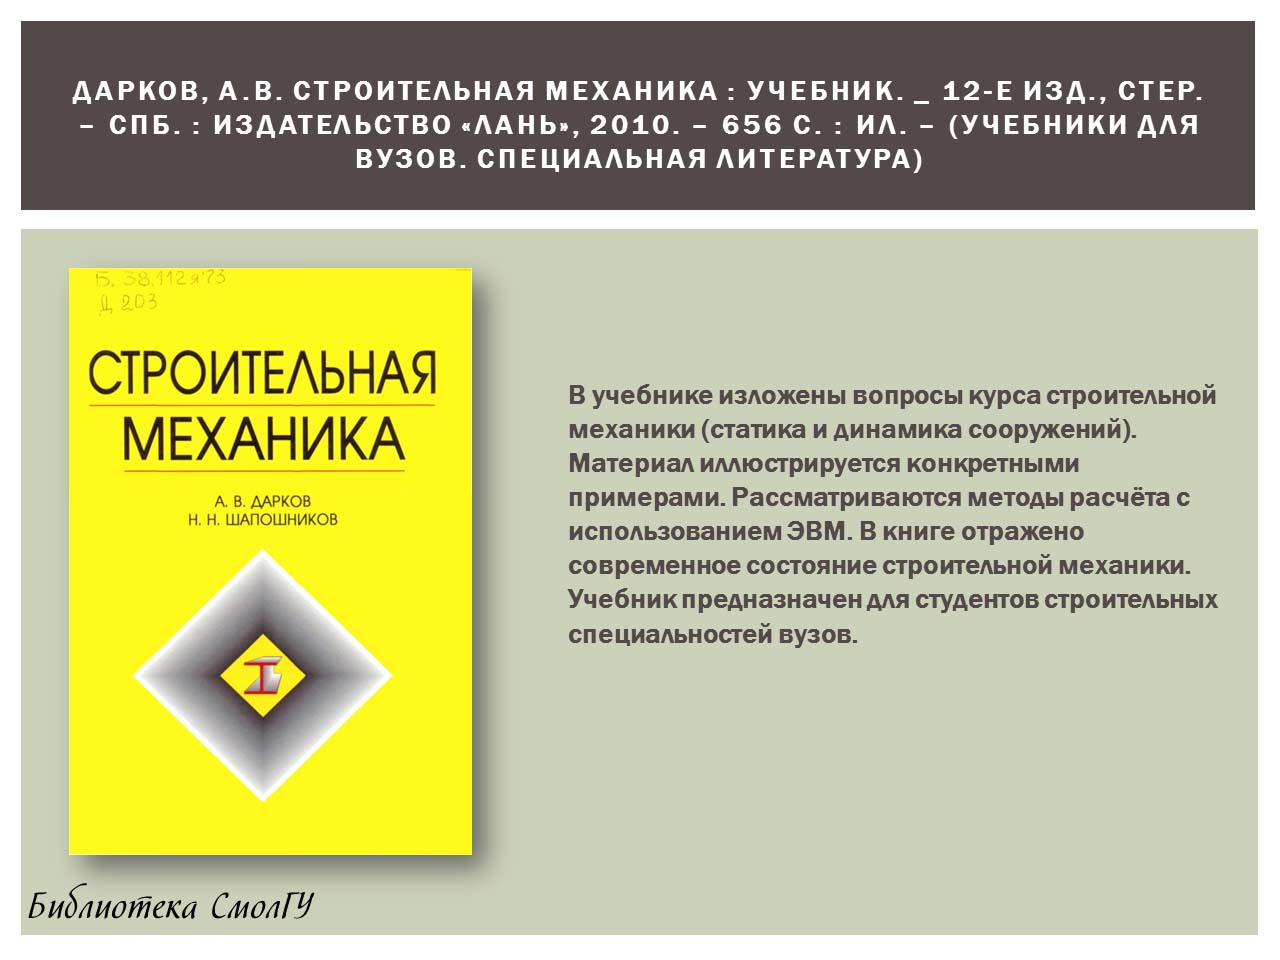 ДАРКОВ, А.В. СТРОИТЕЛЬНАЯ МЕХАНИКА : УЧЕБНИК. _ 12-Е ИЗД., СТЕР.
– СПБ. : ИЗДАТЕЛЬСТВО «ЛАНЬ», 2010. – 656 С. : ИЛ. – (УЧЕБНИКИ ДЛЯ
ВУЗОВ. СПЕЦИАЛЬНАЯ ЛИТЕРАТУРА)
Б. 38.112я'73
Д 203
СТРОИТЕЛЬНАЯ
МЕХАНИКА
А. В. ДАРКОВ
Н. Н. ШАПОШНИКОВ
В учебнике изложены вопросы курса строительной
механики (статика и динамика сооружений).
Материал иллюстрируется конкретными
примерами. Рассматриваются методы расчёта с
использованием ЭВМ. В книге отражено
современное состояние строительной механики.
Учебник предназначен для студентов строительных
специальностей вузов.
Библиотека СмолГУ